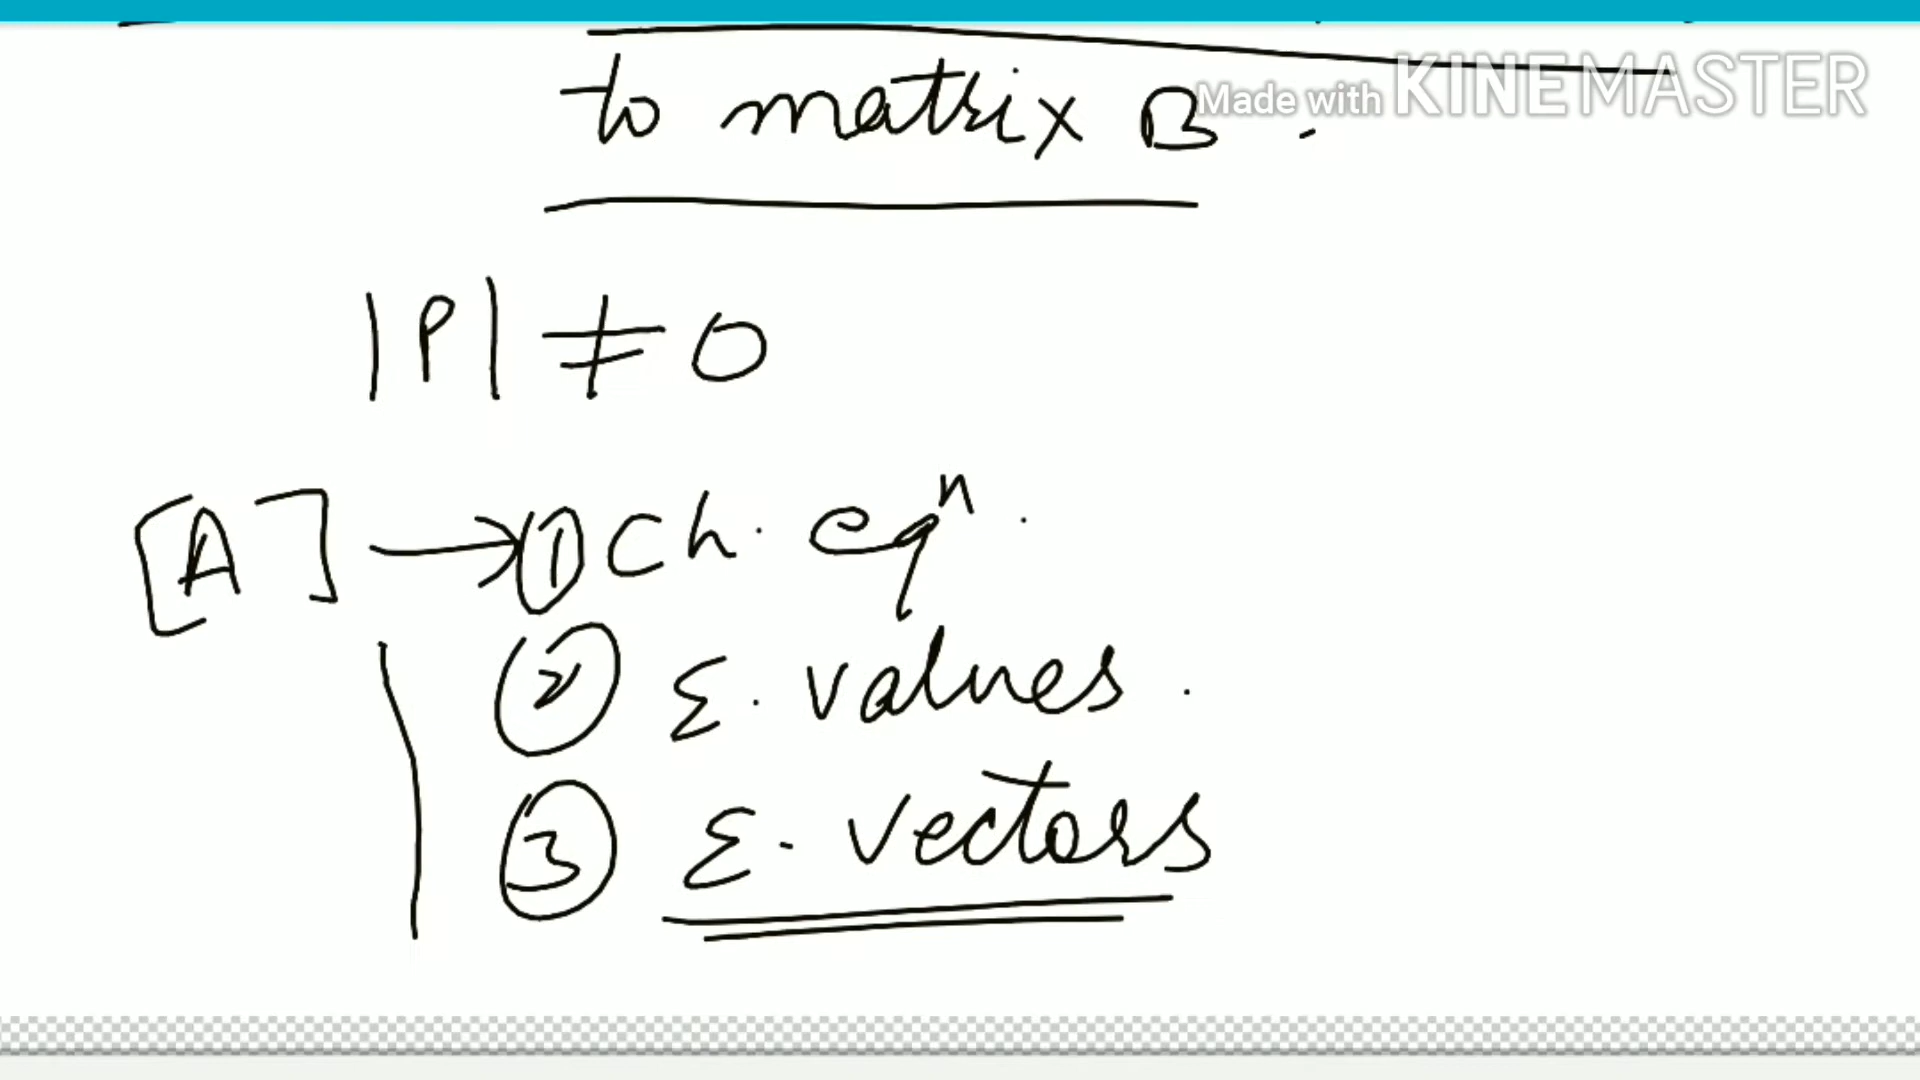 to matrix B.
Made with KINEMASTER
|P| ≠ 0
[A] → ① Ch. eqⁿ.
② E. values.
③ E. vectors